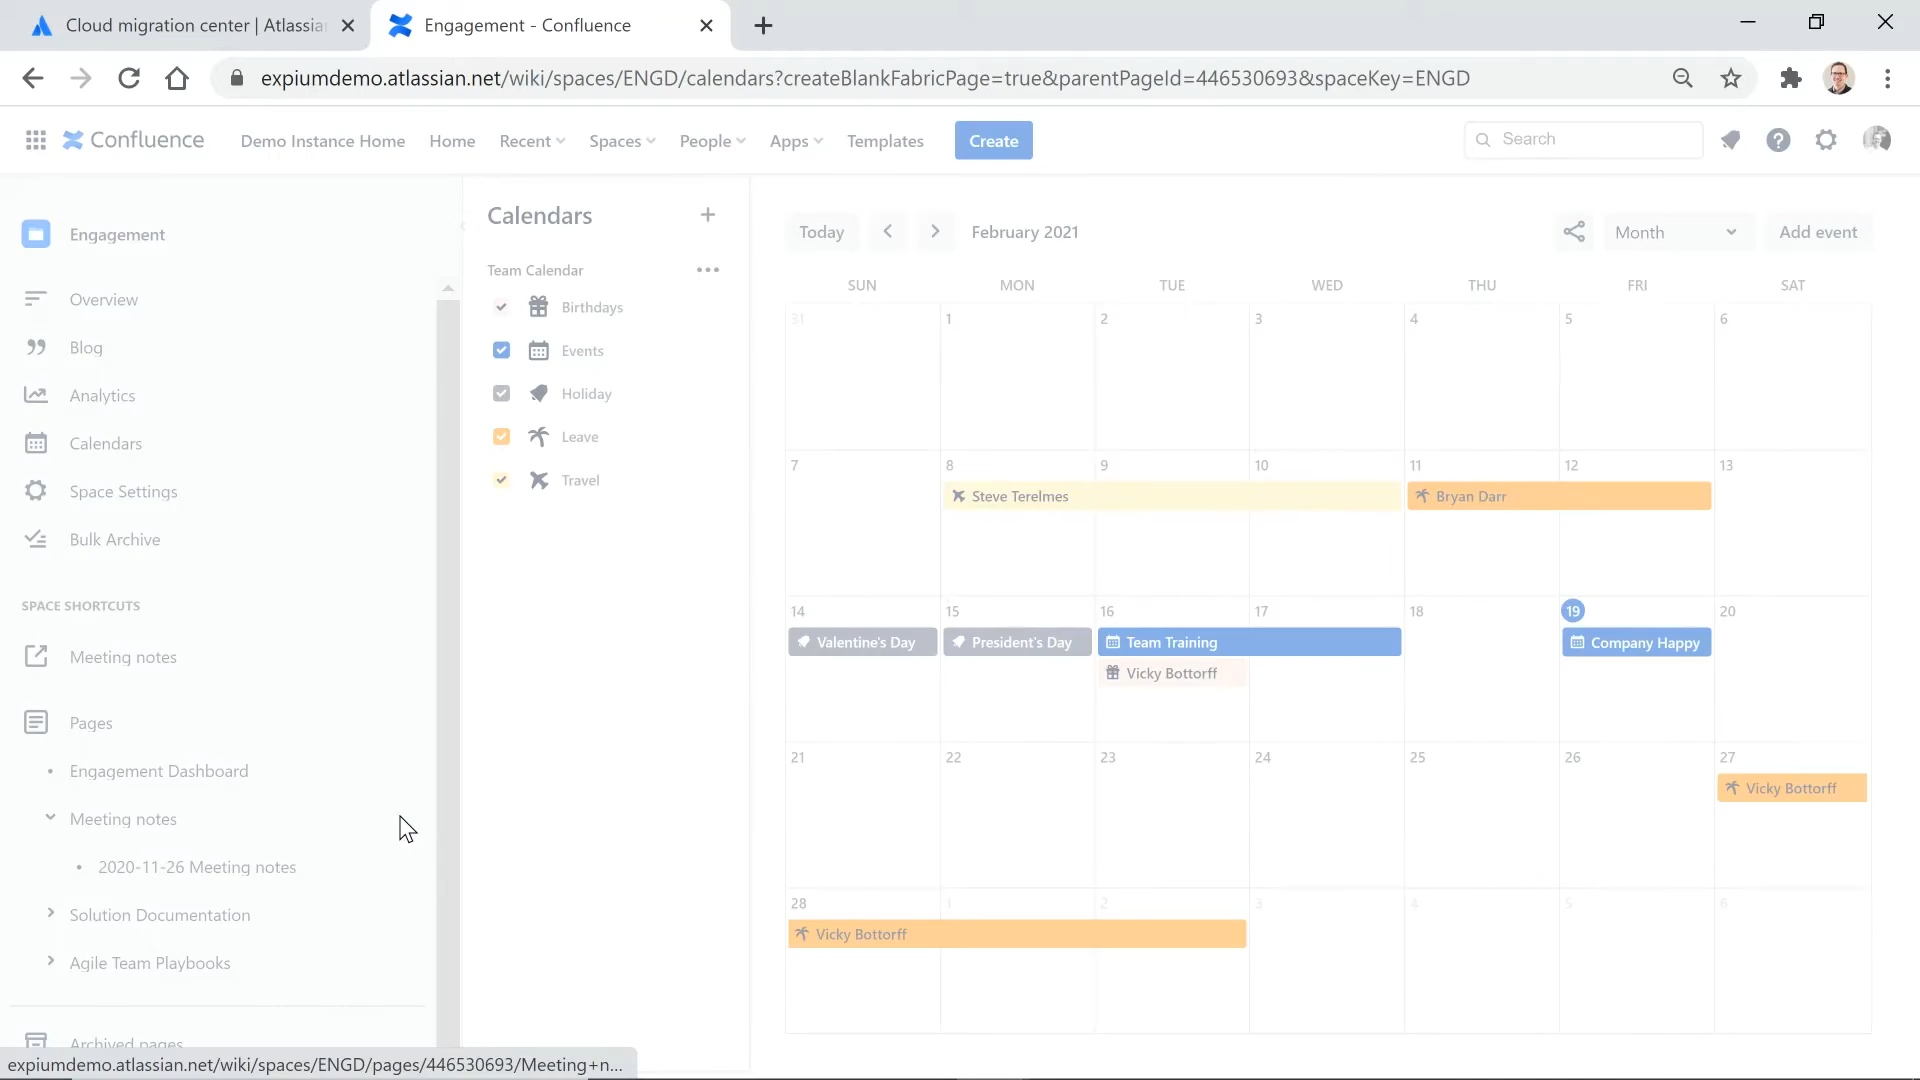 Cloud migration center | Atlassia
Engagement - Confluence
expiumdemo.atlassian.net/wiki/spaces/ENGD/calendars?createBlankFabricPage=true&parentPageId=446530693&spaceKey=ENGD
Confluence
Demo Instance Home
Home
Recent
Spaces
People
Apps
Templates
Create
Search
Engagement
Overview
Blog
Analytics
Calendars
Space Settings
Bulk Archive
SPACE SHORTCUTS
Meeting notes
Pages
Engagement Dashboard
Meeting notes
2020-11-26 Meeting notes
Solution Documentation
Agile Team Playbooks
Archived pages
expiumdemo.atlassian.net/wiki/spaces/ENGD/pages/446530693/Meeting+n...
Calendars
Team Calendar
Birthdays
Events
Holiday
Leave
Travel
Today
February 2021
Month
Add event
SUN MON TUE WED THU FRI SAT
31 1 2 3 4 5 6
7 8 9 10 11 12 13
Steve Terelmes
Bryan Darr
14 15 16 17 18 19 20
Valentine's Day
President's Day
Team Training
Company Happy
Vicky Bottorff
21 22 23 24 25 26 27
Vicky Bottorff
28 1 2 3 4 5 6
Vicky Bottorff